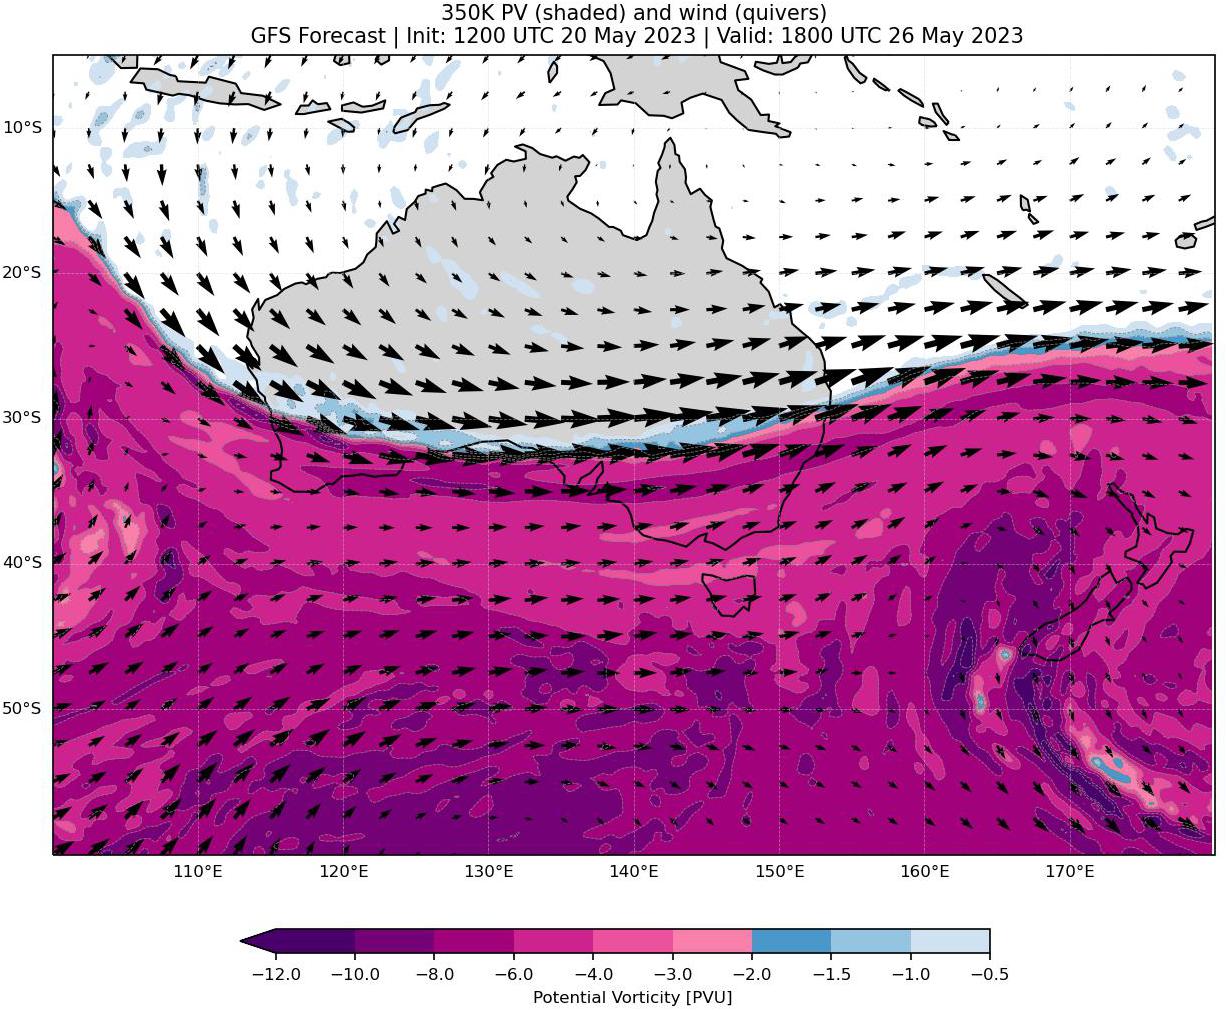 350K PV (shaded) and wind (quivers)
GFS Forecast | Init: 1200 UTC 20 May 2023 | Valid: 1800 UTC 26 May 2023
10°S
20°S
30°S
40°S
50°S
110°E 120°E 130°E 140°E 150°E 160°E 170°E
−12.0 −10.0 −8.0 −6.0 −4.0 −3.0 −2.0 −1.5 −1.0 −0.5
Potential Vorticity [PVU]